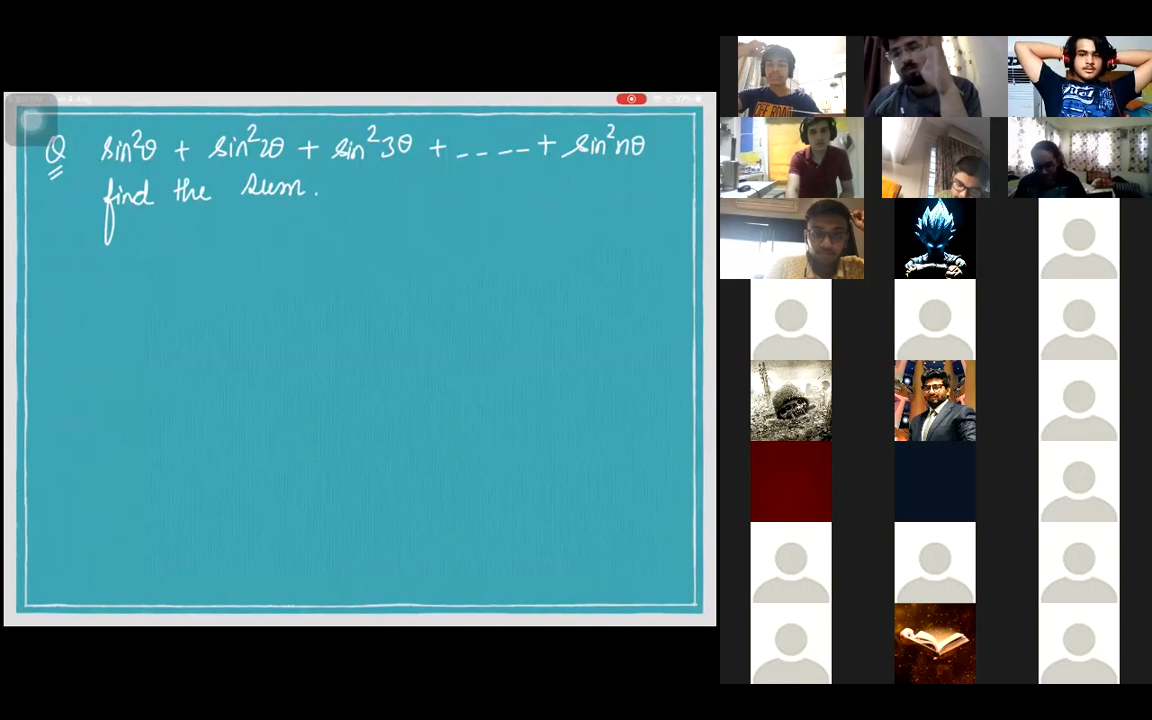 Q sin²θ + sin²2θ + sin²3θ + ---- + sin²nθ
find the sum.